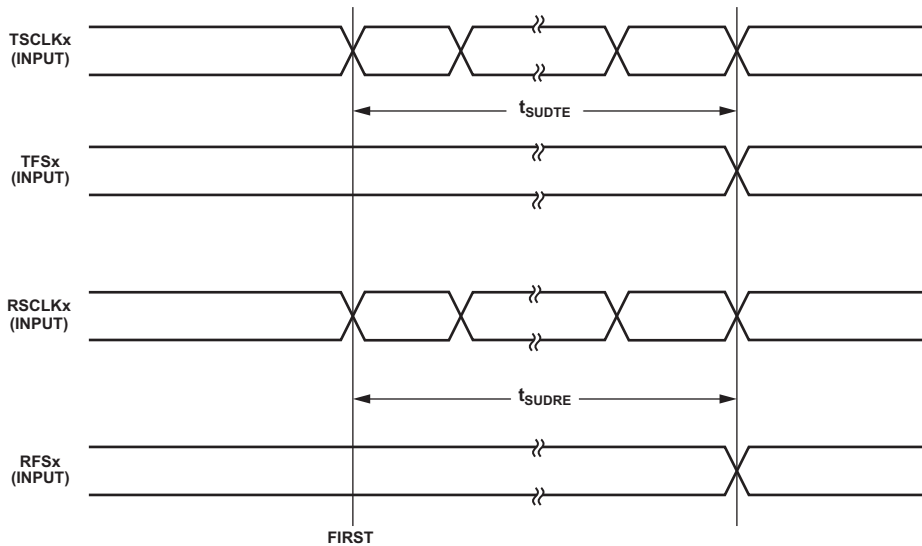 TSCLKx
(INPUT)
tSUDTE
TFSx
(INPUT)
RSCLKx
(INPUT)
tSUDRE
RFSx
(INPUT)
FIRST